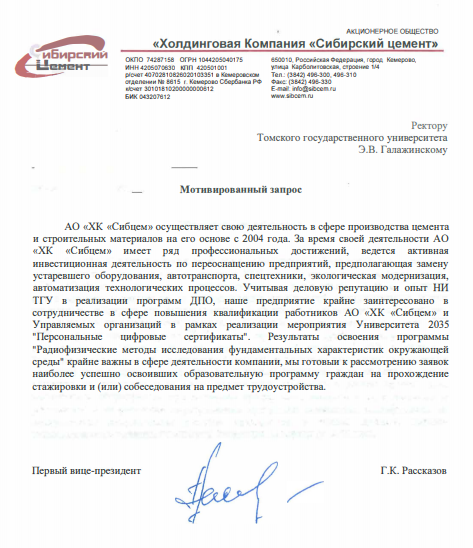 Сибирский
Цемент
АКЦИОНЕРНОЕ ОБЩЕСТВО
«Холдинговая Компания «Сибирский цемент»
ОКПО 74287158 ОГРН 1044205040175
ИНН 4205070630 КПП 420501001
р/счет 40702810826020103351 в Кемеровском
отделении № 8615 г. Кемерово Сбербанка РФ
к/счет 30101810200000000612
БИК 043207612
650010, Российская Федерация, город Кемерово,
улица Карболитовская, строение 1/4
Тел.: (3842) 496-300, 496-310
Факс: (3842) 496-330
E-mail: info@sibcem.ru
www.sibcem.ru
Ректору
Томского государственного университета
Э.В. Галажинскому
Мотивированный запрос
АО «ХК «Сибцем» осуществляет свою деятельность в сфере производства цемента
и строительных материалов на его основе с 2004 года. За время своей деятельности АО
«ХК «Сибцем» имеет ряд профессиональных достижений, ведется активная
инвестиционная деятельность по переоснащению предприятий, предполагающая замену
устаревшего оборудования, автотранспорта, спецтехники, экологическая модернизация,
автоматизация технологических процессов. Учитывая деловую репутацию и опыт НИ
ТГУ в реализации программ ДПО, наше предприятие крайне заинтересовано в
сотрудничестве в сфере повышения квалификации работников АО «ХК «Сибцем» и
Управляемых организаций в рамках реализации мероприятия Университета 2035
"Персональные цифровые сертификаты". Результаты освоения программы
"Радиофизические методы исследования фундаментальных характеристик окружающей
среды" крайне важны в сфере деятельности компании, мы готовы к рассмотрению заявок
наиболее успешно освоивших образовательную программу граждан на прохождение
стажировки и (или) собеседования на предмет трудоустройства.
Первый вице-президент
Г.К. Рассказов